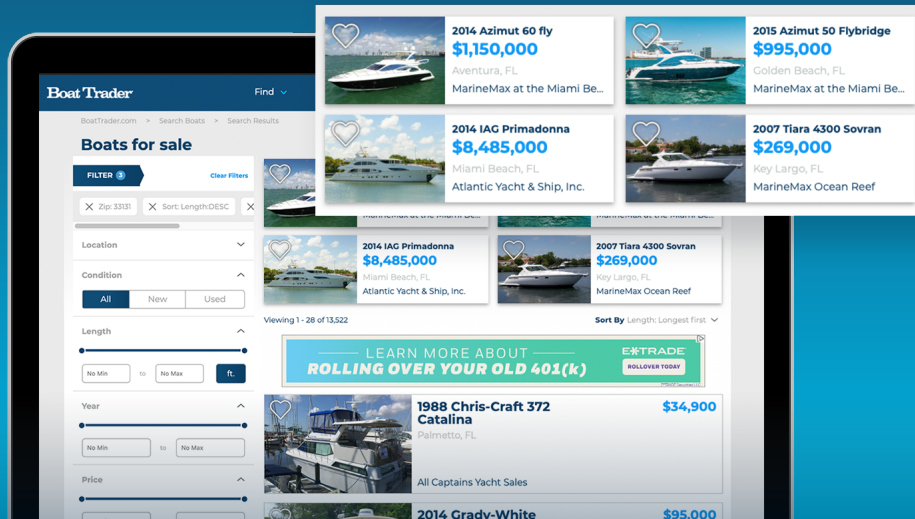 2014 Azimut 60 fly
$1,150,000
Aventura, FL
MarineMax at the Miami Be...
2015 Azimut 50 Flybridge
$995,000
Golden Beach, FL
MarineMax at the Miami Be...
2014 IAG Primadonna
$8,485,000
Miami Beach, FL
Atlantic Yacht & Ship, Inc.
2007 Tiara 4300 Sovran
$269,000
Key Largo, FL
MarineMax Ocean Reef
Boat Trader
Find
BoatTrader.com > Search Boats > Search Results
Boats for sale
FILTER 3
Clear Filters
Zip: 33131
Sort: Length:DESC
Location
Condition
All
New
Used
Length
No Min
to
No Max
ft.
Year
No Min
to
No Max
Price
2014 IAG Primadonna
$8,485,000
Miami Beach, FL
Atlantic Yacht & Ship, Inc.
2007 Tiara 4300 Sovran
$269,000
Key Largo, FL
MarineMax Ocean Reef
Viewing 1 - 28 of 13,522
Sort By Length: Longest first
LEARN MORE ABOUT
ROLLING OVER YOUR OLD 401(k)
E*TRADE
ROLLOVER TODAY
1988 Chris-Craft 372
Catalina
$34,900
Palmetto, FL
All Captains Yacht Sales
2014 Grady-White
$95,000